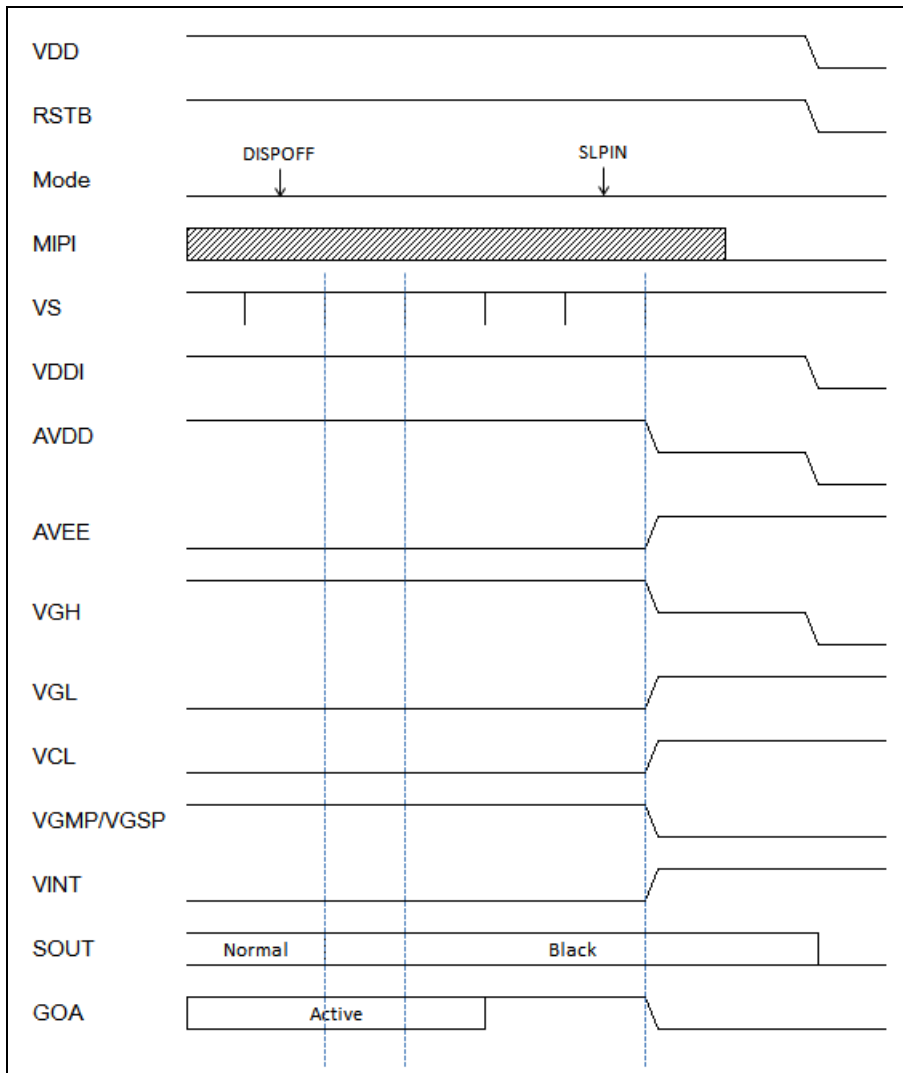 VDD
RSTB
DISPOFF
SLPIN
Mode
MIPI
VS
VDDI
AVDD
AVEE
VGH
VGL
VCL
VGMP/VGSP
VINT
SOUT
Normal
Black
GOA
Active